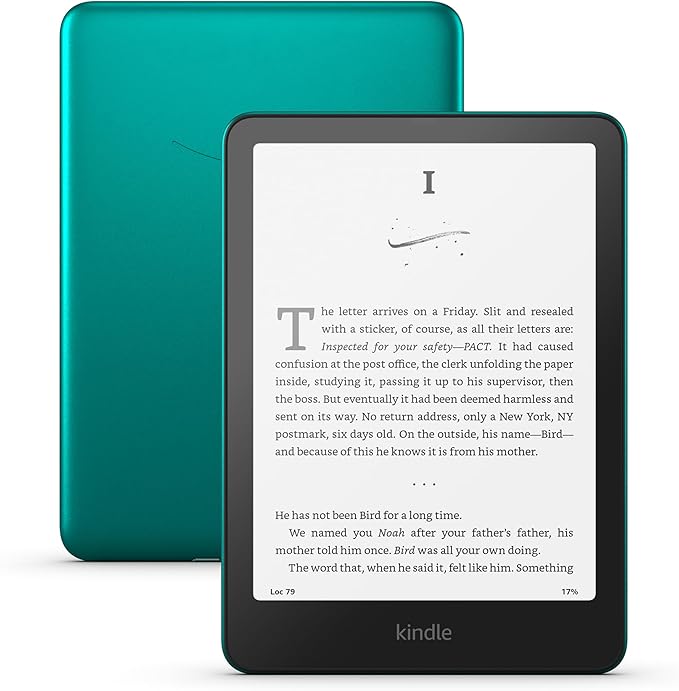 I
The letter arrives on a Friday. Slit and resealed
with a sticker, of course, as all their letters are:
Inspected for your safety—PACT. It had caused
confusion at the post office, the clerk unfolding the paper
inside, studying it, passing it up to his supervisor, then
the boss. But eventually it had been deemed harmless and
sent on its way. No return address, only a New York, NY
postmark, six days old. On the outside, his name—Bird—
and because of this he knows it is from his mother.
...
He has not been Bird for a long time.
We named you Noah after your father's father, his
mother told him once. Bird was all your own doing.
The word that, when he said it, felt like him. Something
Loc 79 17%
kindle